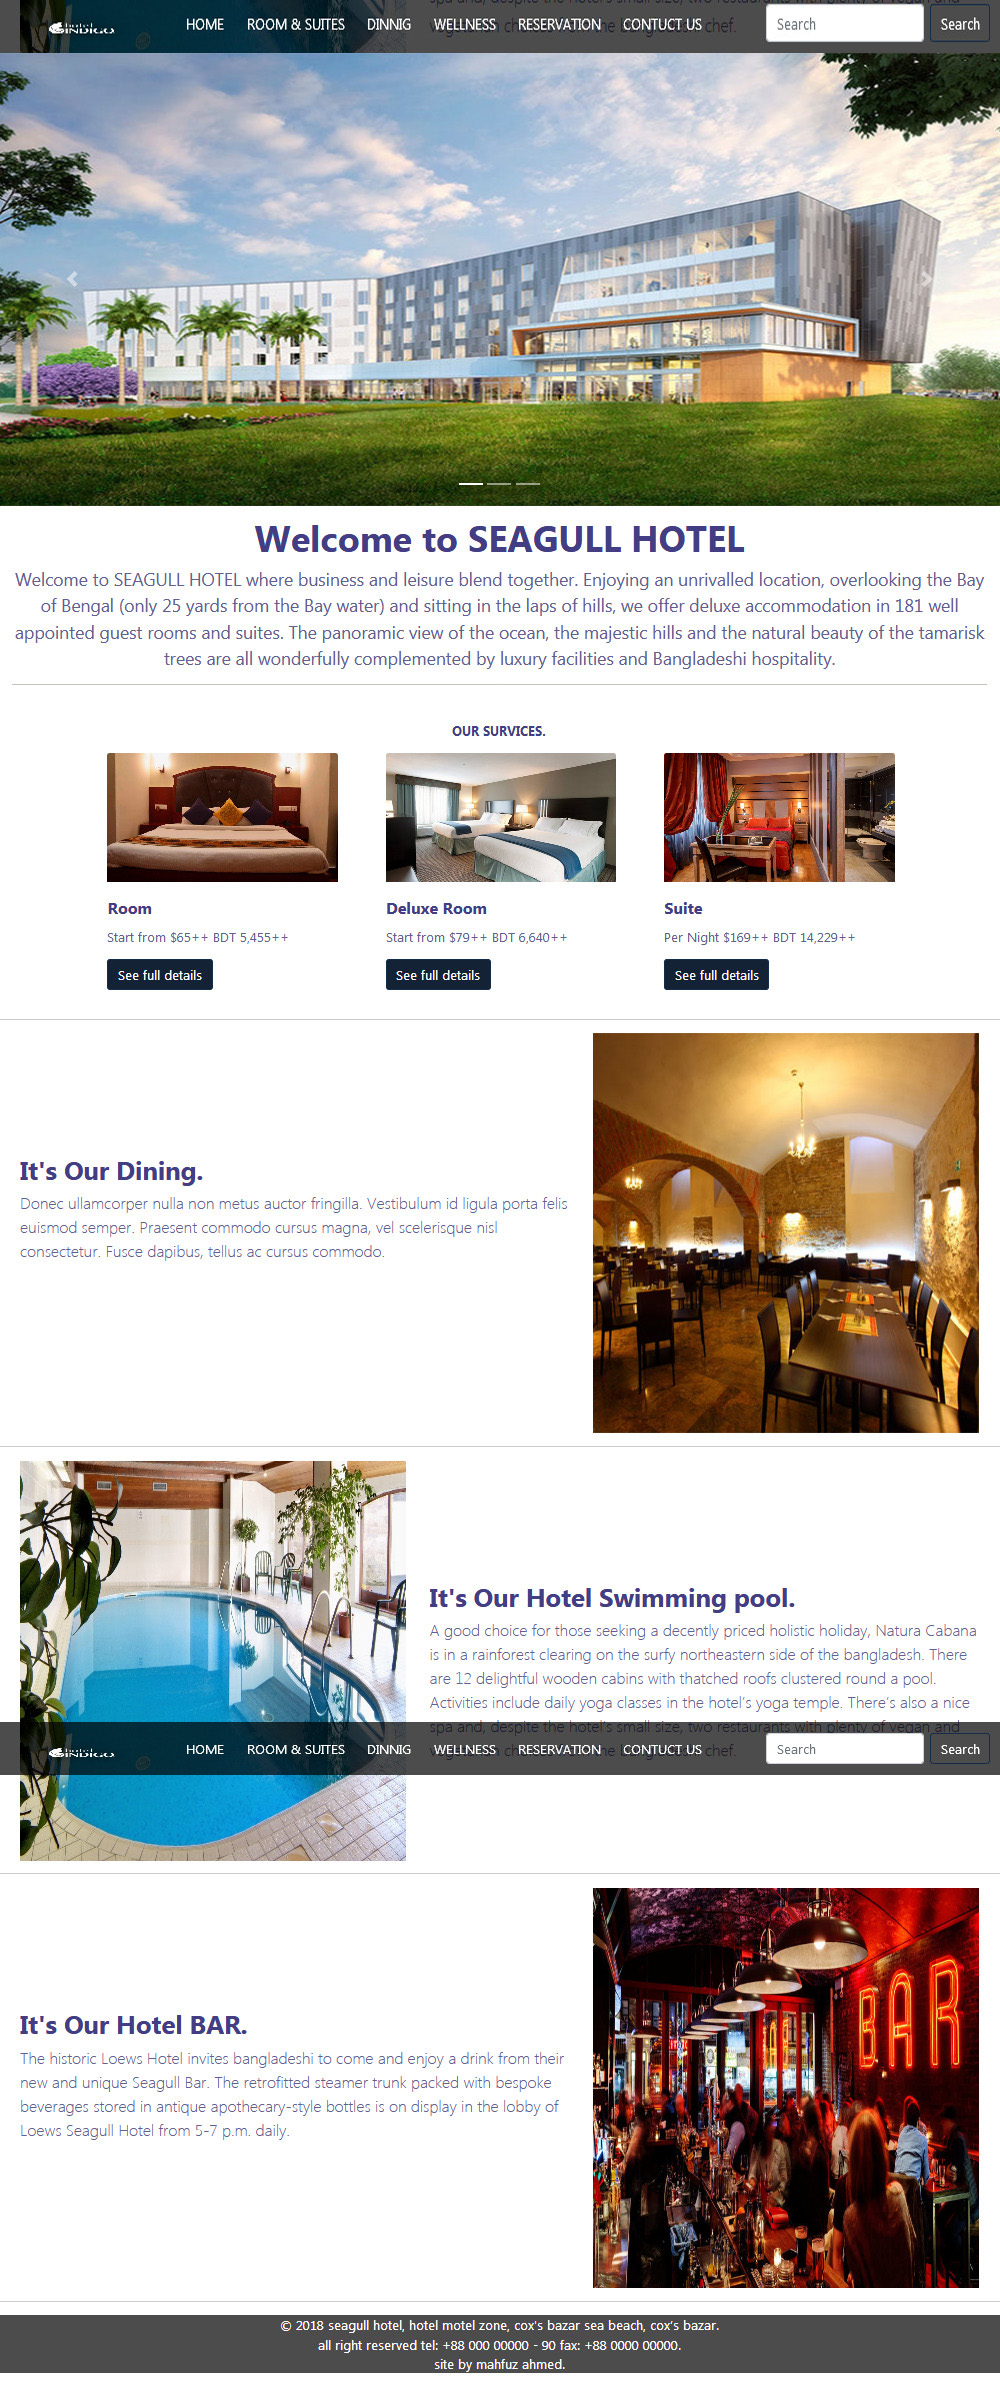 hotel
INDIGO
HOME ROOM & SUITES DINNIG WELLNESS RESERVATION CONTUCT US Search Search
Welcome to SEAGULL HOTEL
Welcome to SEAGULL HOTEL where business and leisure blend together. Enjoying an unrivalled location, overlooking the Bay
of Bengal (only 25 yards from the Bay water) and sitting in the laps of hills, we offer deluxe accommodation in 181 well
appointed guest rooms and suites. The panoramic view of the ocean, the majestic hills and the natural beauty of the tamarisk
trees are all wonderfully complemented by luxury facilities and Bangladeshi hospitality.
OUR SURVICES.
Room
Start from $65++ BDT 5,455++
See full details
Deluxe Room
Start from $79++ BDT 6,640++
See full details
Suite
Per Night $169++ BDT 14,229++
See full details
It's Our Dining.
Donec ullamcorper nulla non metus auctor fringilla. Vestibulum id ligula porta felis
euismod semper. Praesent commodo cursus magna, vel scelerisque nisl
consectetur. Fusce dapibus, tellus ac cursus commodo.
It's Our Hotel Swimming pool.
A good choice for those seeking a decently priced holistic holiday, Natura Cabana
is in a rainforest clearing on the surfy northeastern side of the bangladesh. There
are 12 delightful wooden cabins with thatched roofs clustered round a pool.
Activities include daily yoga classes in the hotel's yoga temple. There's also a nice
spa and, despite the hotel's small size, two restaurants with plenty of vegan and
chef.
hotel
INDIGO
HOME ROOM & SUITES DINNIG WELLNESS RESERVATION CONTUCT US Search Search
It's Our Hotel BAR.
The historic Loews Hotel invites bangladeshi to come and enjoy a drink from their
new and unique Seagull Bar. The retrofitted steamer trunk packed with bespoke
beverages stored in antique apothecary-style bottles is on display in the lobby of
Loews Seagull Hotel from 5-7 p.m. daily.
BAR
© 2018 seagull hotel, hotel motel zone, cox's bazar sea beach, cox's bazar.
all right reserved tel: +88 000 00000 - 90 fax: +88 0000 00000.
site by mahfuz ahmed.